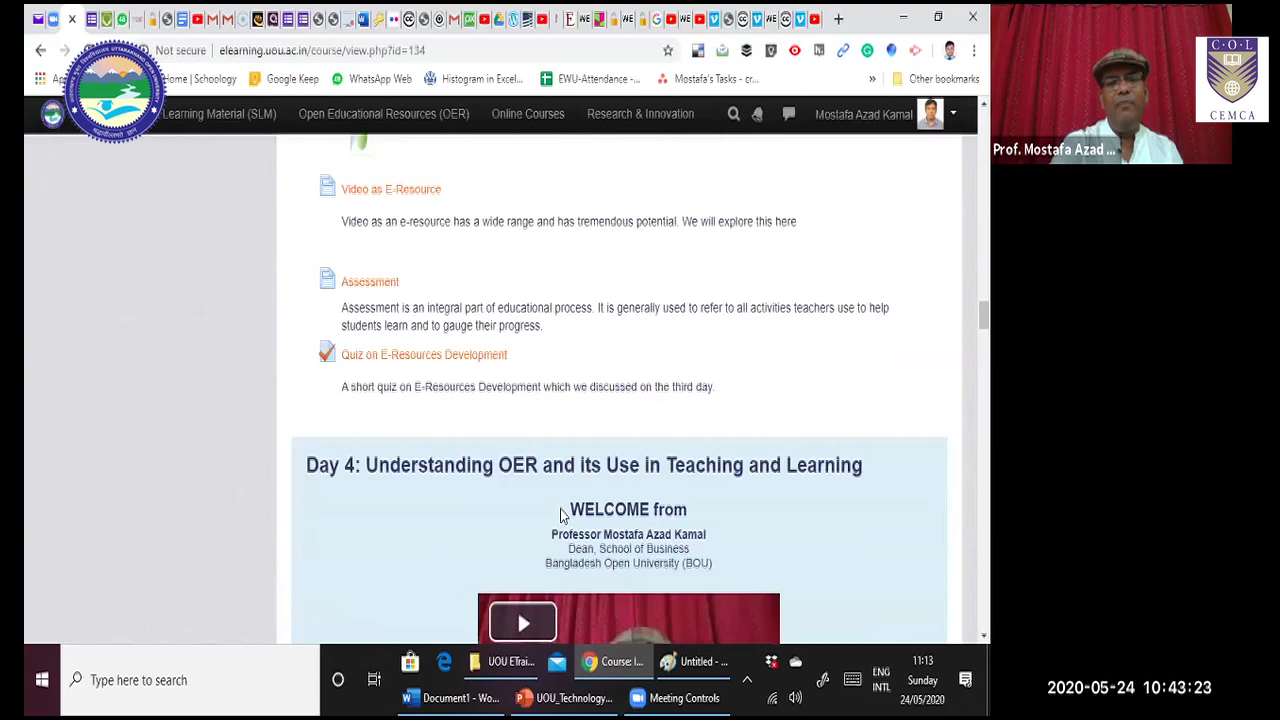 Not secure
elearning.uou.ac.in/course/view.php?id=134
Home | Schoology
Google Keep
WhatsApp Web
Histogram in Excel...
EWU-Attendance -...
Mostafa's Tasks - cr...
»
Other bookmarks
Learning Material (SLM)
Open Educational Resources (OER)
Online Courses
Research & Innovation
Mostafa Azad Kamal
Video as E-Resource
Video as an e-resource has a wide range and has tremendous potential. We will explore this here
Assessment
Assessment is an integral part of educational process. It is generally used to refer to all activities teachers use to help
students learn and to gauge their progress.
Quiz on E-Resources Development
A short quiz on E-Resources Development which we discussed on the third day.
Day 4: Understanding OER and its Use in Teaching and Learning
WELCOME from
Professor Mostafa Azad Kamal
Dean, School of Business
Bangladesh Open University (BOU)
Prof. Mostafa Azad ...
C.O.L
CEMCA
UOU ETrai...
Course: I...
Untitled - ...
Type here to search
Document1 - Wo...
UOU_Technology...
Meeting Controls
ENG
INTL
11:13
Sunday
24/05/2020
2020-05-24 10:43:23